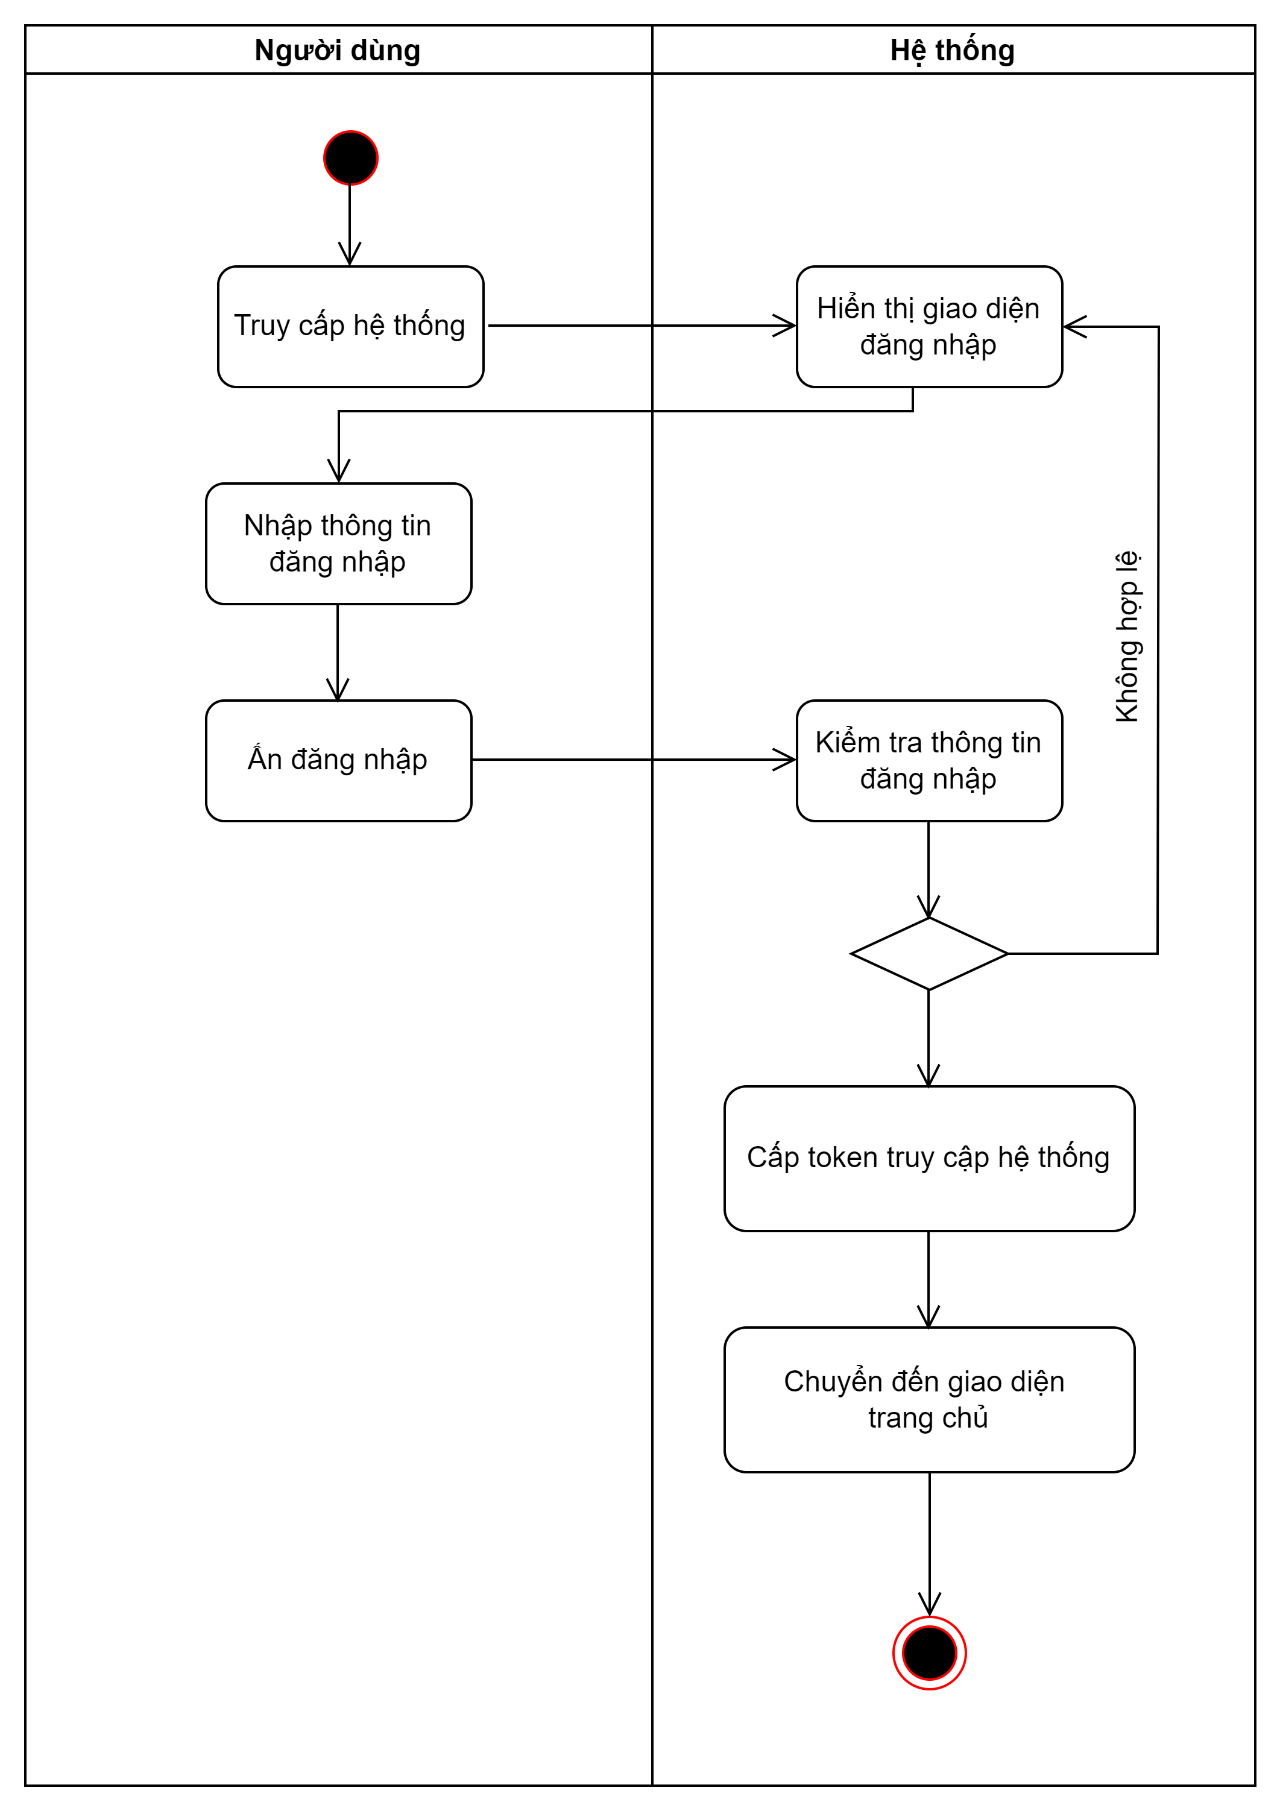 Người dùng
Hệ thống
Truy cấp hệ thống
Hiển thị giao diện
đăng nhập
Nhập thông tin
đăng nhập
Không hợp lệ
Ấn đăng nhập
Kiểm tra thông tin
đăng nhập
Cấp token truy cập hệ thống
Chuyển đến giao diện
trang chủ